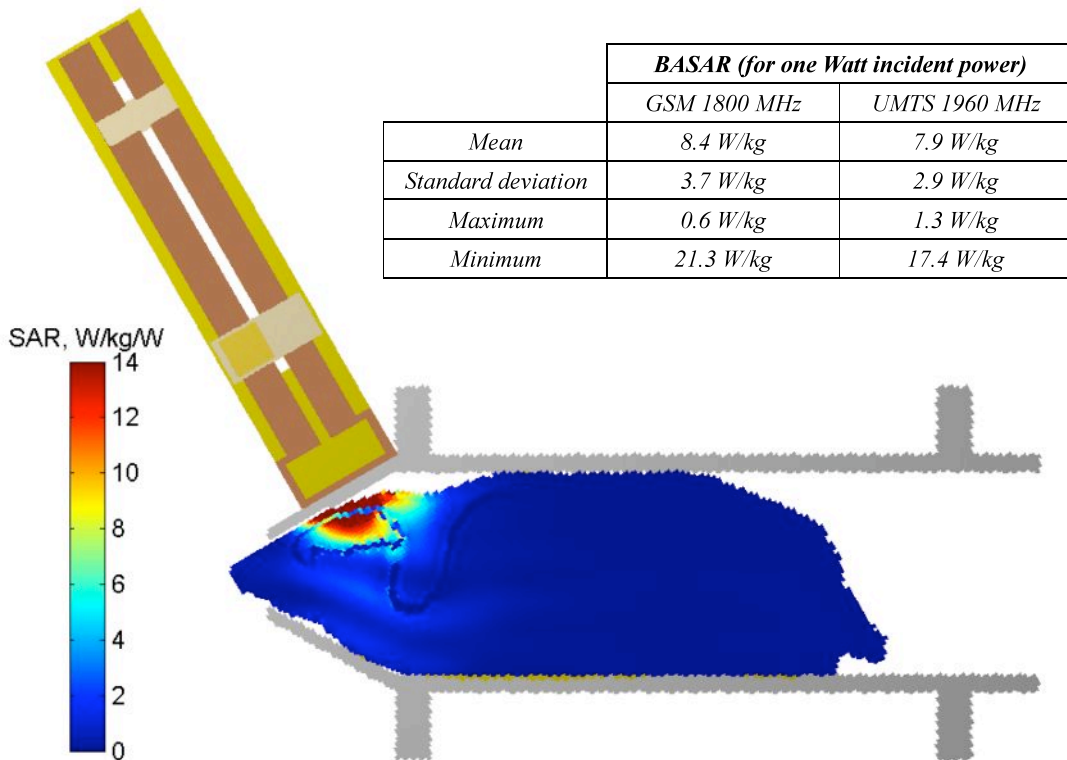 BASAR (for one Watt incident power)
GSM 1800 MHz UMTS 1960 MHz
Mean 8.4 W/kg 7.9 W/kg
Standard deviation 3.7 W/kg 2.9 W/kg
Maximum 0.6 W/kg 1.3 W/kg
Minimum 21.3 W/kg 17.4 W/kg
SAR, W/kg/W
14
12
10
8
6
4
2
0